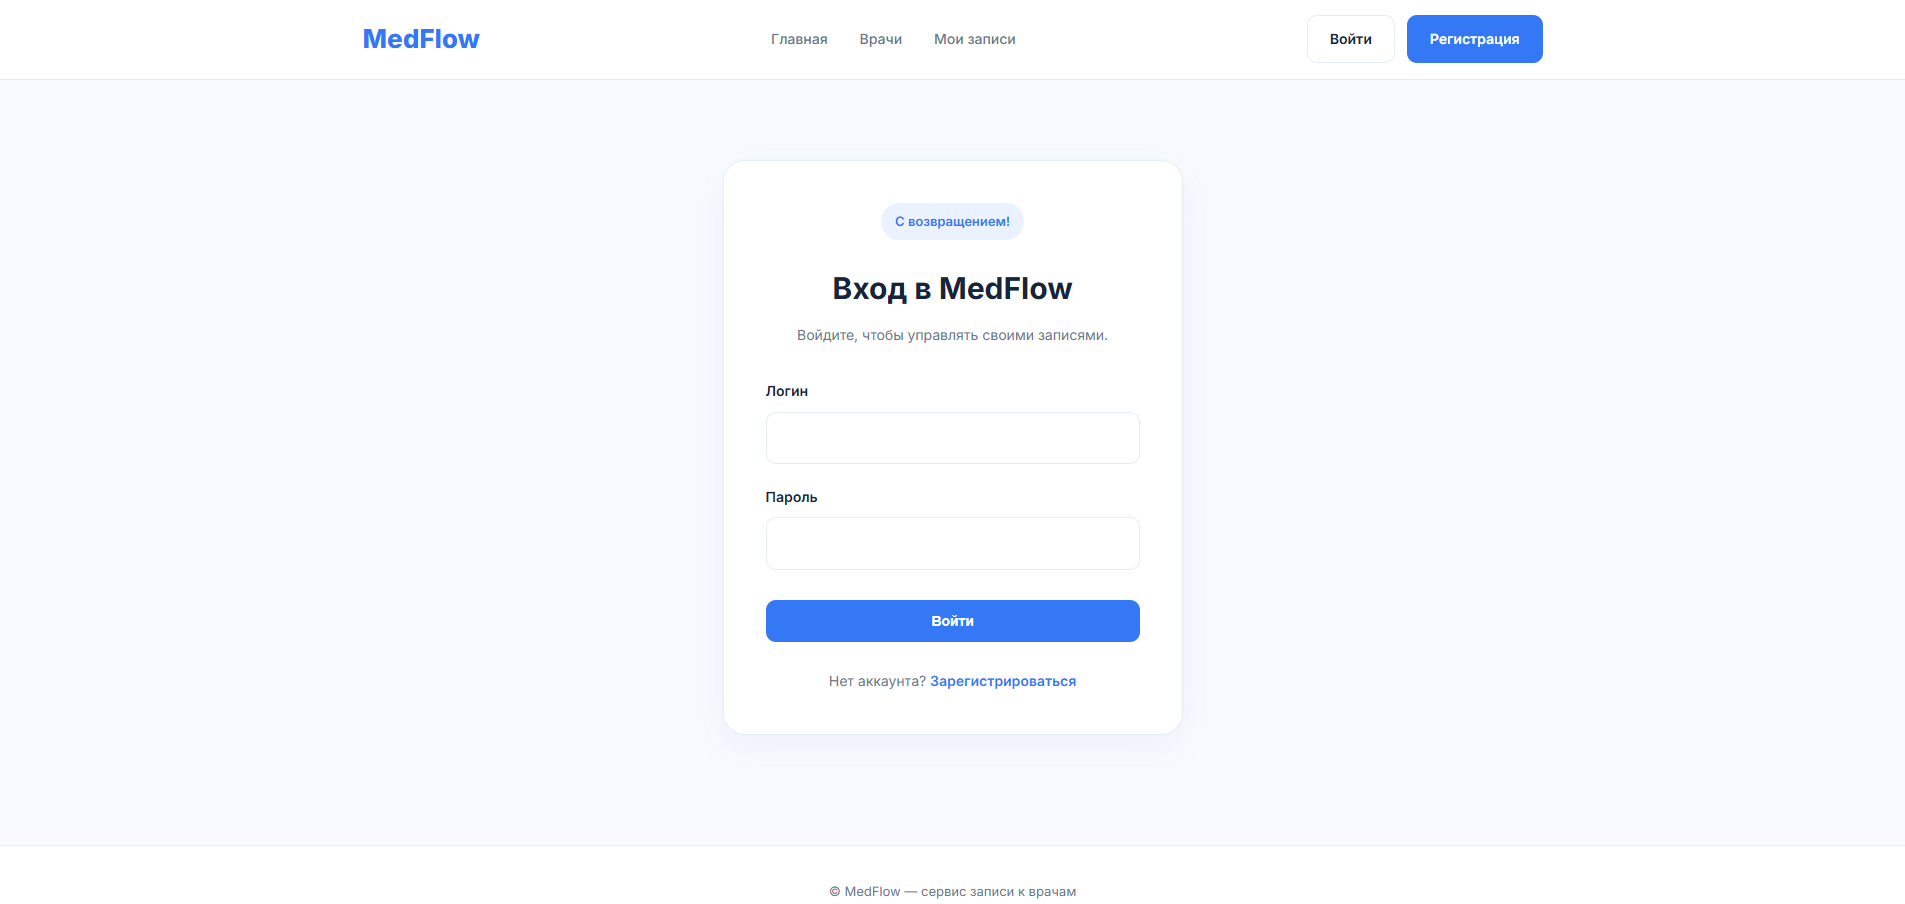 MedFlow
Главная Врачи Мои записи
Войти Регистрация
С возвращением!
Вход в MedFlow
Войдите, чтобы управлять своими записями.
Логин
Пароль
Войти
Нет аккаунта? Зарегистрироваться
© MedFlow — сервис записи к врачам